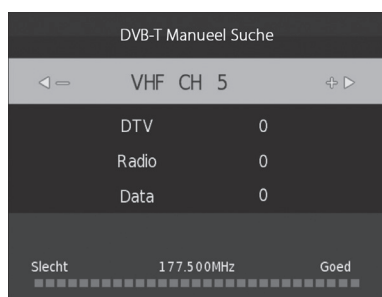 DVB-T Manueel Suche
VHF CH 5
DTV 0
Radio 0
Data 0
Slecht 177.500MHz Goed